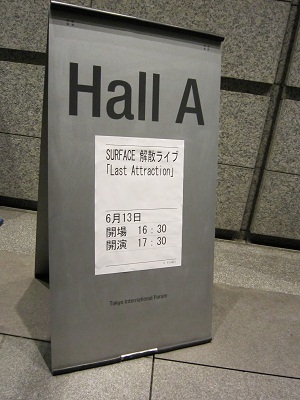 Hall A
SURFACE 解散ライブ
「Last Attraction」
6月13日
開場 16：30
開演 17：30
Tokyo International Forum